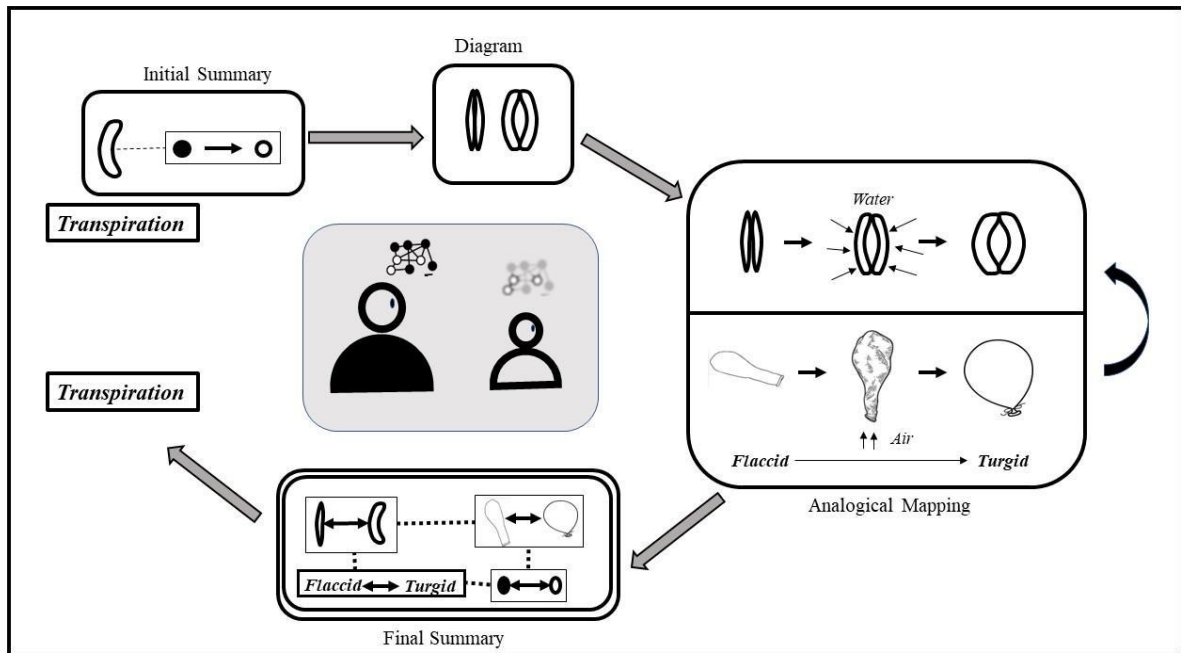 Diagram
Initial Summary
Transpiration
Water
Transpiration
Air
Flaccid
Turgid
Analogical Mapping
Flaccid
Turgid
Final Summary